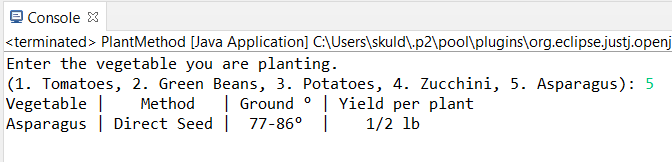 Console
<terminated> PlantMethod [Java Application] C:\Users\skuld\.p2\pool\plugins\org.eclipse.justj.openj
Enter the vegetable you are planting.
(1. Tomatoes, 2. Green Beans, 3. Potatoes, 4. Zucchini, 5. Asparagus): 5
Vegetable |    Method   | Ground º | Yield per plant
Asparagus | Direct Seed |  77-86º  |    1/2 lb